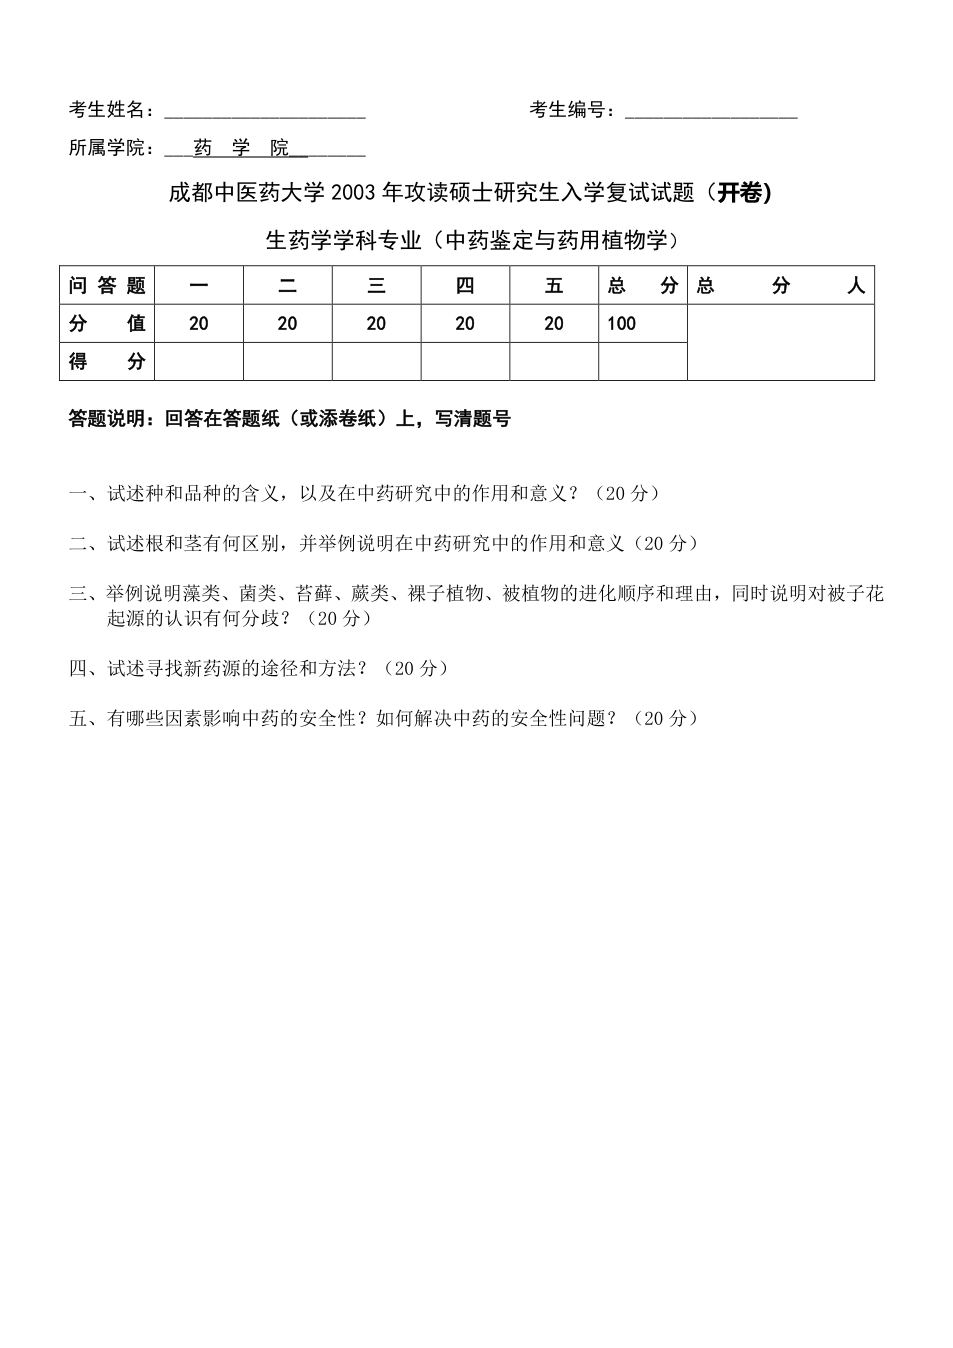 考生姓名：_____________________ 考生编号：__________________
所属学院：___药 学 院________
成都中医药大学 2003 年攻读硕士研究生入学复试试题（开卷）
生药学学科专业（中药鉴定与药用植物学）
问答题 一 二 三 四 五 总分 总分人
分值 20 20 20 20 20 100
得分
答题说明：回答在答题纸（或添卷纸）上，写清题号
一、试述种和品种的含义，以及在中药研究中的作用和意义？（20 分）
二、试述根和茎有何区别，并举例说明在中药研究中的作用和意义（20 分）
三、举例说明藻类、菌类、苔藓、蕨类、裸子植物、被植物的进化顺序和理由，同时说明对被子花
起源的认识有何分歧？（20 分）
四、试述寻找新药源的途径和方法？（20 分）
五、有哪些因素影响中药的安全性？如何解决中药的安全性问题？（20 分）